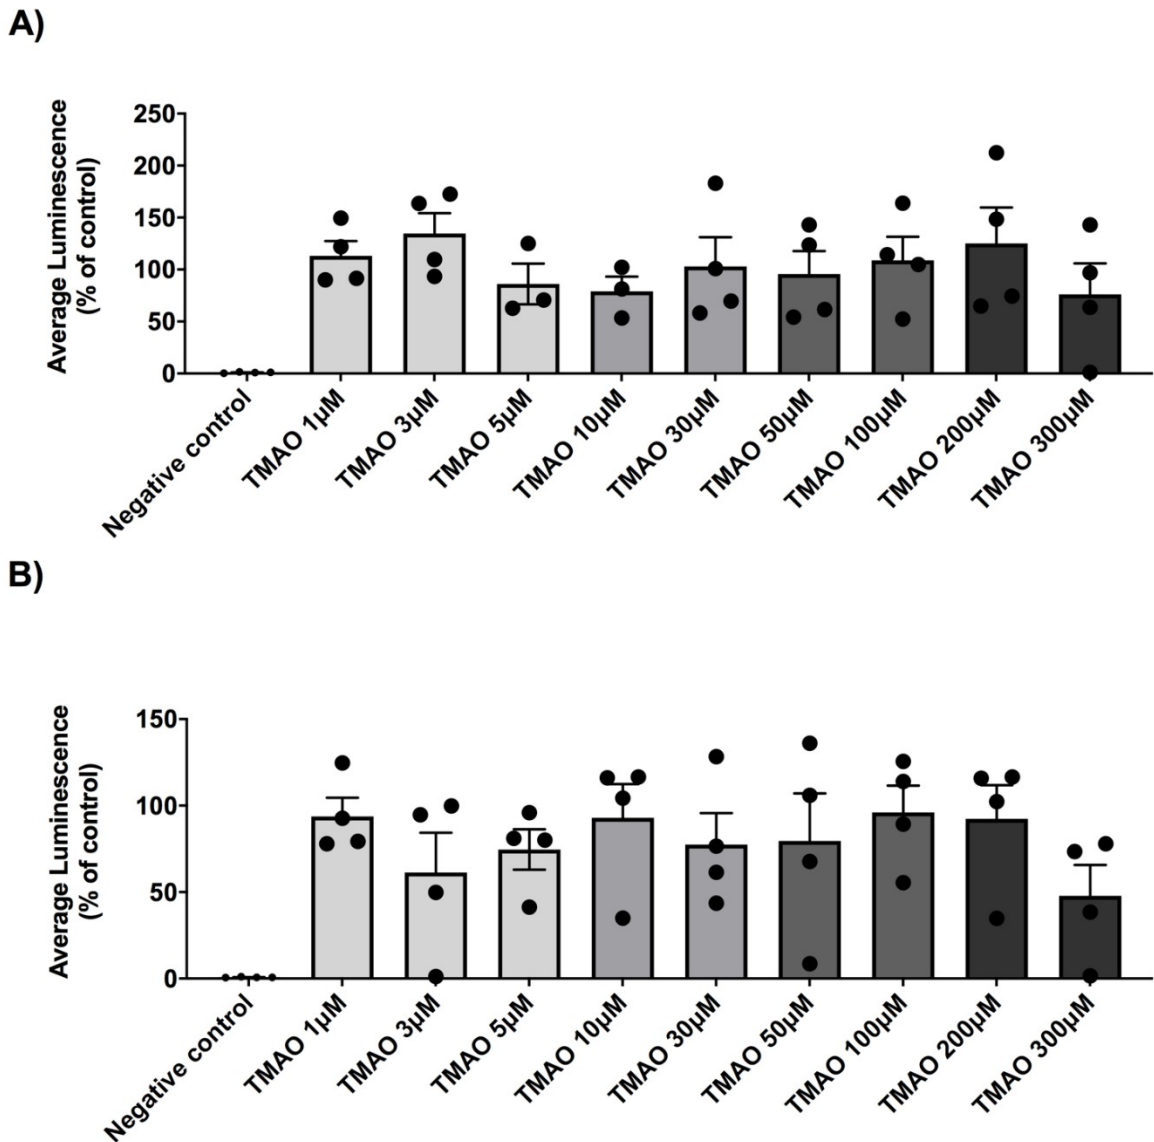 A)
Average Luminescence
(% of control)
250
200
150
100
50
0
Negative control
TMAO 1µM
TMAO 3µM
TMAO 5µM
TMAO 10µM
TMAO 30µM
TMAO 50µM
TMAO 100µM
TMAO 200µM
TMAO 300µM
B)
Average Luminescence
(% of control)
150
100
50
0
Negative control
TMAO 1µM
TMAO 3µM
TMAO 5µM
TMAO 10µM
TMAO 30µM
TMAO 50µM
TMAO 100µM
TMAO 200µM
TMAO 300µM